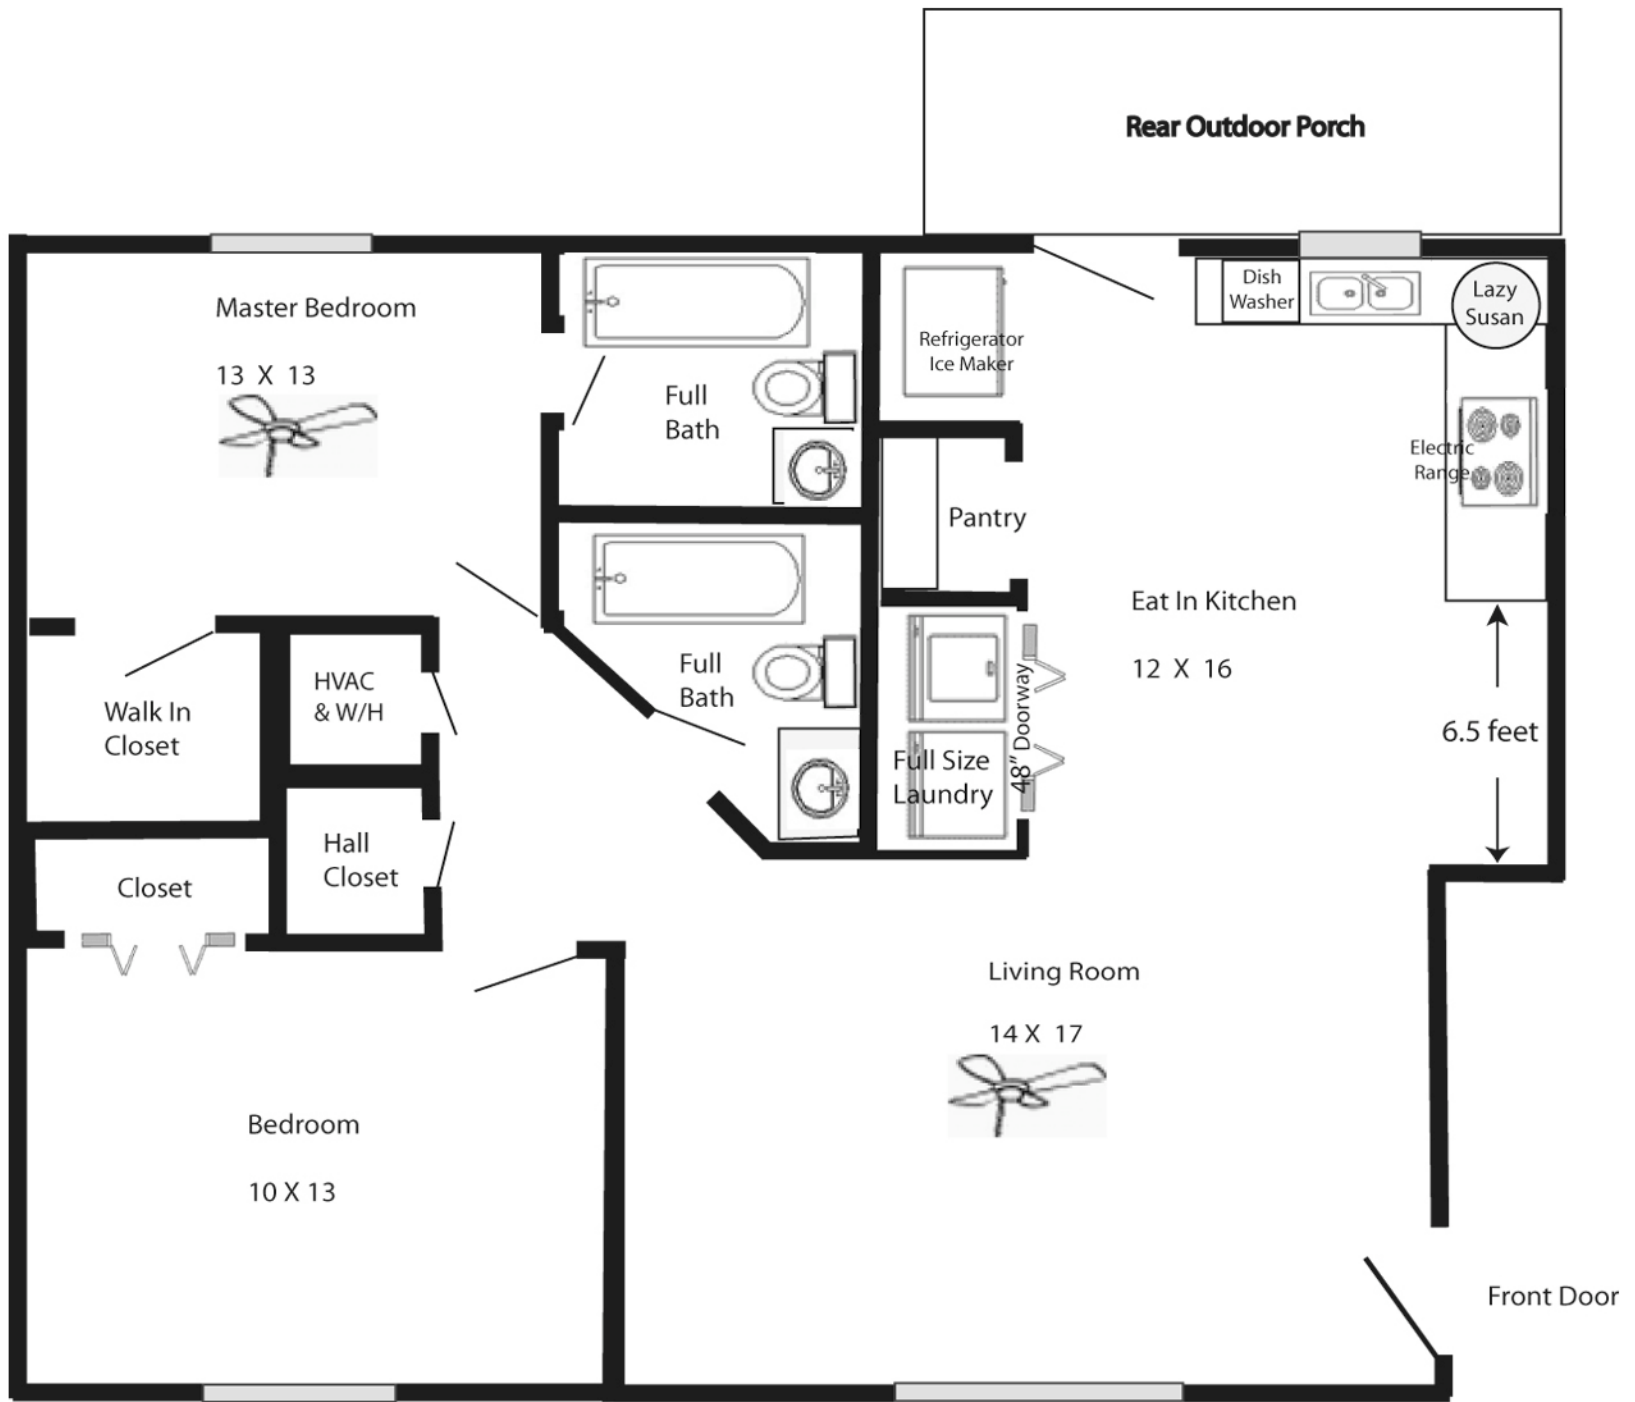 Rear Outdoor Porch
Master Bedroom
13 X 13
Full
Bath
Refrigerator
Ice Maker
Dish
Washer
Lazy
Susan
Electric
Range
Pantry
Eat In Kitchen
12 X 16
6.5 feet
Walk In
Closet
HVAC
& W/H
Full
Bath
48" Doorway
Full Size
Laundry
Hall
Closet
Closet
Living Room
14 X 17
Bedroom
10 X 13
Front Door